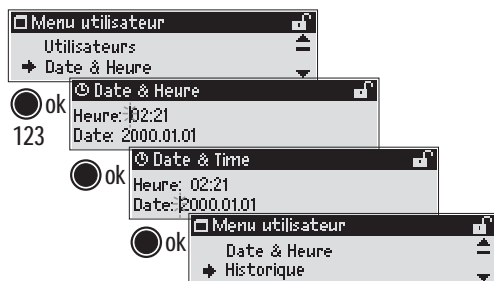 Menu utilisateur
Utilisateurs
Date & Heure
ok
123
Date & Heure
Heure: 02:21
Date: 2000.01.01
ok
Date & Time
Heure: 02:21
Date: 2000.01.01
ok
Menu utilisateur
Date & Heure
Historique